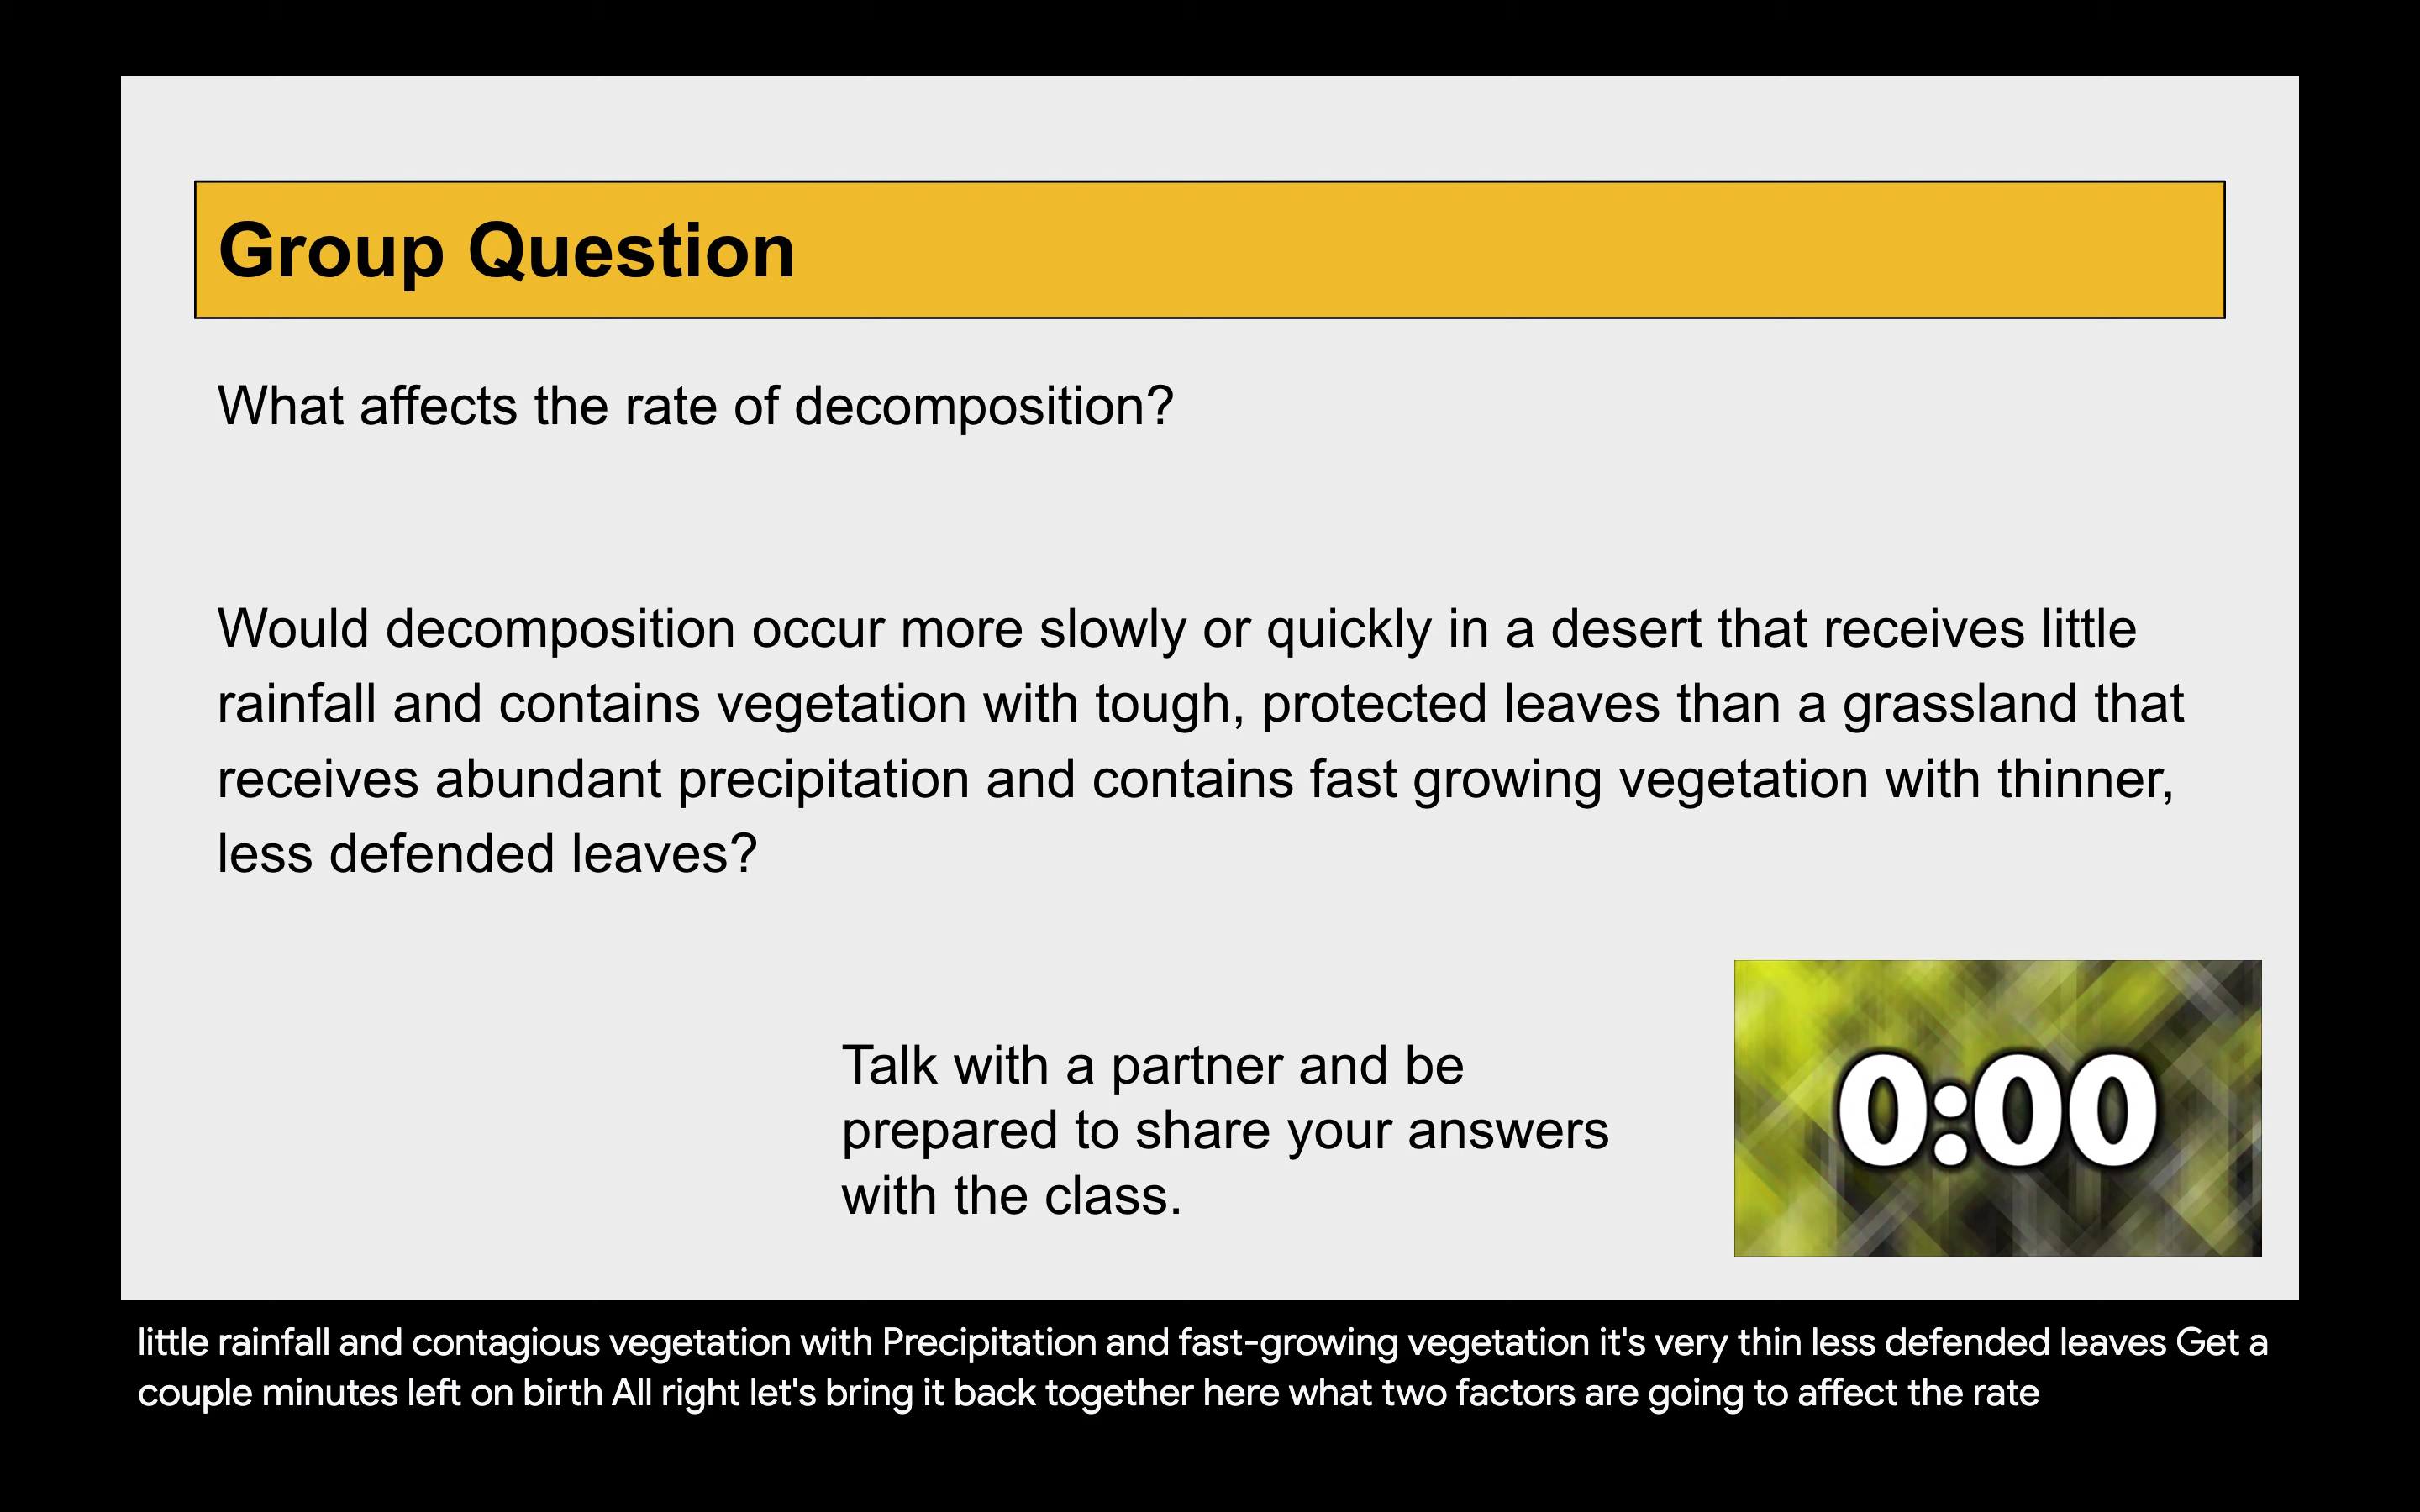 Group Question
What affects the rate of decomposition?
Would decomposition occur more slowly or quickly in a desert that receives little
rainfall and contains vegetation with tough, protected leaves than a grassland that
receives abundant precipitation and contains fast growing vegetation with thinner,
less defended leaves?
Talk with a partner and be
prepared to share your answers
with the class.
0:00
little rainfall and contagious vegetation with Precipitation and fast-growing vegetation it's very thin less defended leaves Get a
couple minutes left on birth All right let's bring it back together here what two factors are going to affect the rate